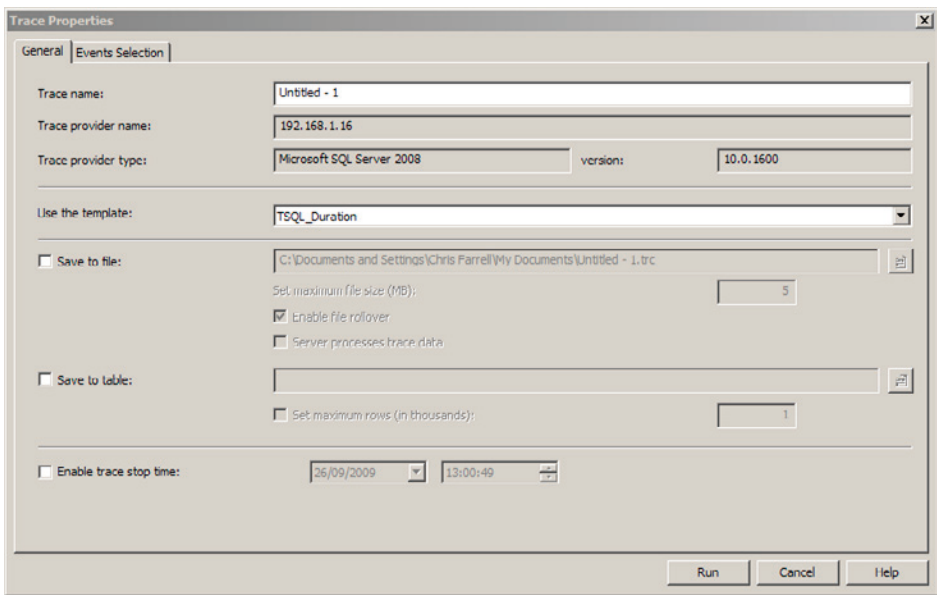 Trace Properties
General Events Selection
Trace name: Untitled - 1
Trace provider name: 192.168.1.16
Trace provider type: Microsoft SQL Server 2008 version: 10.0.1600
Use the template: TSQL_Duration
Save to file: C:\Documents and Settings\Chris Farrell\My Documents\Untitled - 1.trc
Set maximum file size (MB): 5
Enable file rollover
Server processes trace data
Save to table:
Set maximum rows (in thousands): 1
Enable trace stop time: 26/09/2009 13:00:49
Run Cancel Help